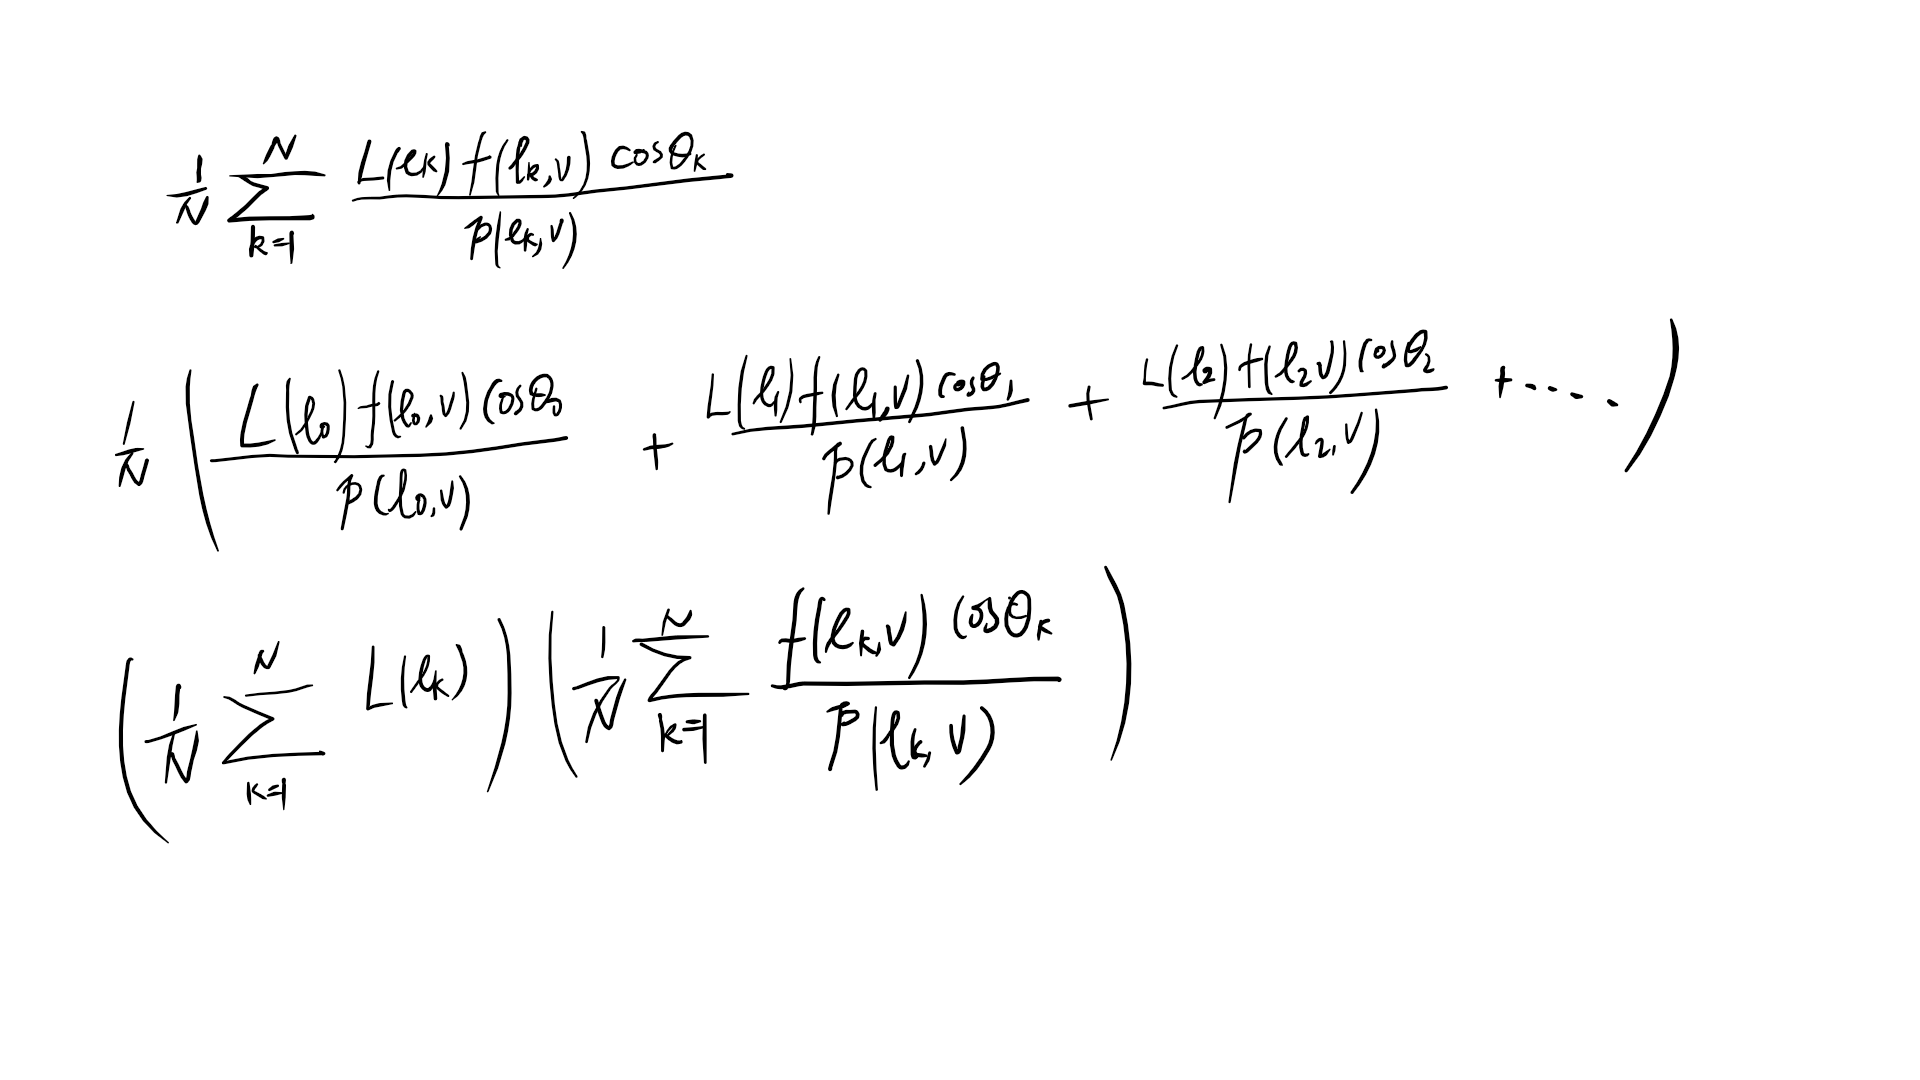 \frac{1}{N} \sum_{k=1}^{N} \frac{L(l_k) f(l_k, v) \cos\theta_k}{p(l_k, v)}
\frac{1}{N} \left( \frac{L(l_0) f(l_0, v) \cos\theta_0}{p(l_0, v)} + \frac{L(l_1) f(l_1, v) \cos\theta_1}{p(l_1, v)} + \frac{L(l_2) f(l_2 v) \cos\theta_2}{p(l_2, v)} + \cdots\cdot \right)
\left( \frac{1}{N} \sum_{k=1}^{N} L(l_k) \right) \left( \frac{1}{N} \sum_{k=1}^{N} \frac{f(l_k, v) \cos\theta_k}{p(l_k, v)} \right)